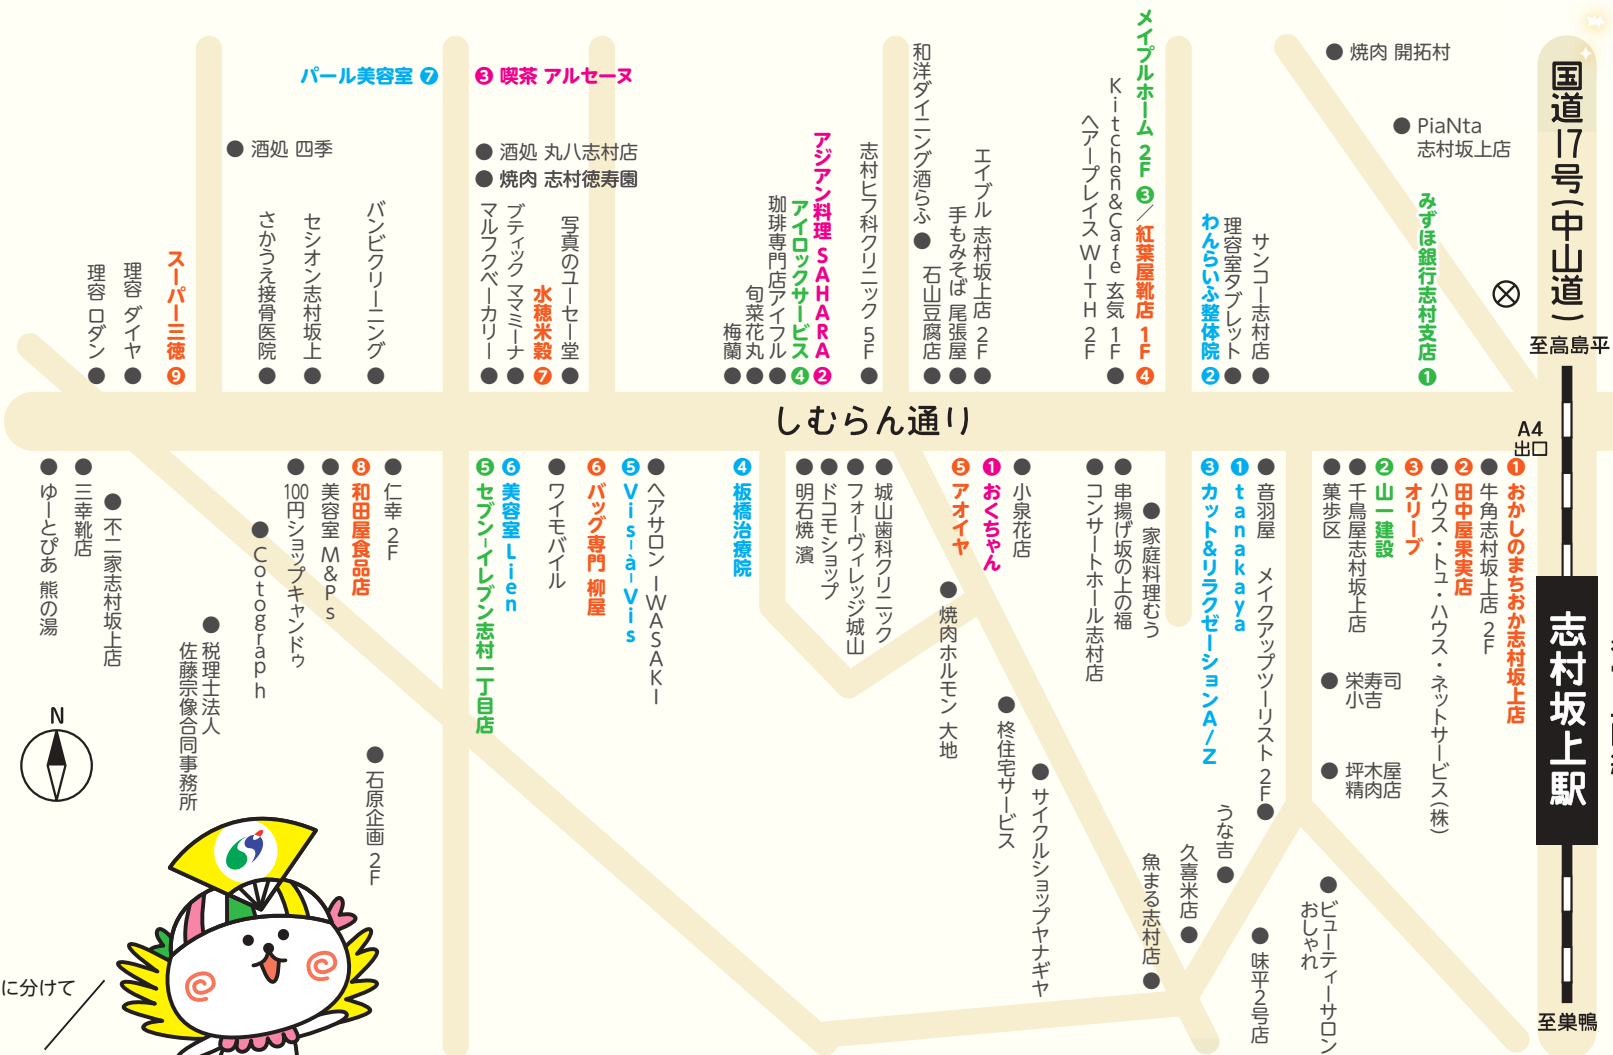 パール美容室 ❼
❸ 喫茶 アルセーヌ
● 酒処 四季
● 酒処 丸八志村店
● 焼肉 志村徳寿園
● 焼肉 開拓村
● PiaNta
志村坂上店
国道17号(中山道)
至高島平
理容 ロダン ●
理容 ダイヤ ●
スーパー三徳 ❾
さかうえ接骨医院 ●
セシオン志村坂上 ●
バンビクリーニング ●
マルフクベーカリー ●
ブティック ママミーナ ●
水穂米穀 ❼
写真のユーセー堂 ●
梅蘭 ●
旬菜花丸 ●
珈琲専門店アイフル ●
アイロックサービス ❹
アジアン料理 SAHARA ❷
志村ヒラ科クリニック 5F ●
和洋ダイニング酒らふ ●
石山豆腐店 ●
手もみそば 尾張屋 ●
エイブル 志村坂上店 2F ●
ヘアープレイス WITH 2F
Kitchen&Cafe 玄気 1F ●
メイプルホーム 2F ❸／紅葉屋靴店 1F ❹
わんらいふ整体院 ❷
理容室タブレット ●
サンコー志村店 ●
みずほ銀行志村支店 ❶
しむらん通り
A4
出口
● ゆーとぴあ 熊の湯
● 三幸靴店
● 不二家志村坂上店
● 税理士法人
佐藤宗像合同事務所
● Cotograph
● 100円ショップキャンドゥ
● 美容室 M&Ps
❽ 和田屋食品店
● 仁幸 2F
● 石原企画 2F
❺ セブン-イレブン志村一丁目店
❻ 美容室 Lien
● ワイモバイル
❻ バッグ専門 柳屋
❺ Vis-à-Vis
● ヘアサロン IWASAKI
❹ 板橋治療院
● 明石焼 濱
● ドコモショップ
● フォーヴィレッジ城山
● 城山歯科クリニック
❺ アオイヤ
● 焼肉ホルモン 大地
❶ おくちゃん
● 小泉花店
● 柊住宅サービス
● サイクルショップヤナギヤ
● コンサートホール志村店
● 串揚げ坂の上の福
● 家庭料理むう
❸ カット&リラクゼーションA/Z
❶ tanakaya
● 音羽屋
メイクアップツーリスト 2F ●
うな吉 ●
久喜米店 ●
魚まる志村店 ●
● 味平2号店
● ビューティーサロン
おしゃれ
● 菓歩区
● 千鳥屋志村坂上店
❷ 山一建設
❸ オリーブ
● ハウス・トゥ・ハウス・ネットサービス(株)
❷ 田中屋果実店
● 牛角志村坂上店 2F
❶ おかしのまちおか志村坂上店
● 栄寿司
小吉
● 坪木屋
精肉店
志村坂上駅
至巣鴨
N
に分けて